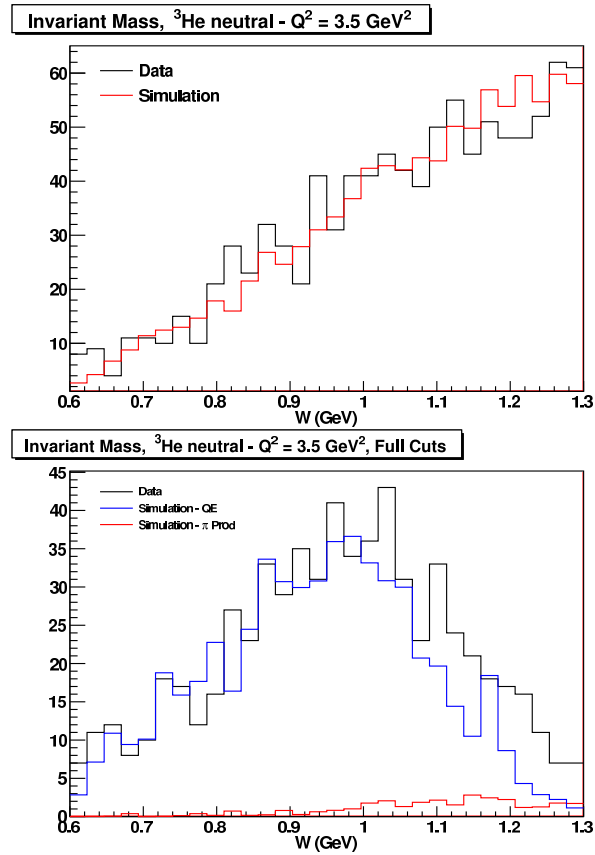 Invariant Mass, ³He neutral - Q² = 3.5 GeV²
Data
Simulation
60
50
40
30
20
10
0.6 0.7 0.8 0.9 1 1.1 1.2 1.3
W (GeV)
Invariant Mass, ³He neutral - Q² = 3.5 GeV², Full Cuts
45
Data
Simulation - QE
Simulation - π Prod
40
35
30
25
20
15
10
5
0
0.6 0.7 0.8 0.9 1 1.1 1.2 1.3
W (GeV)